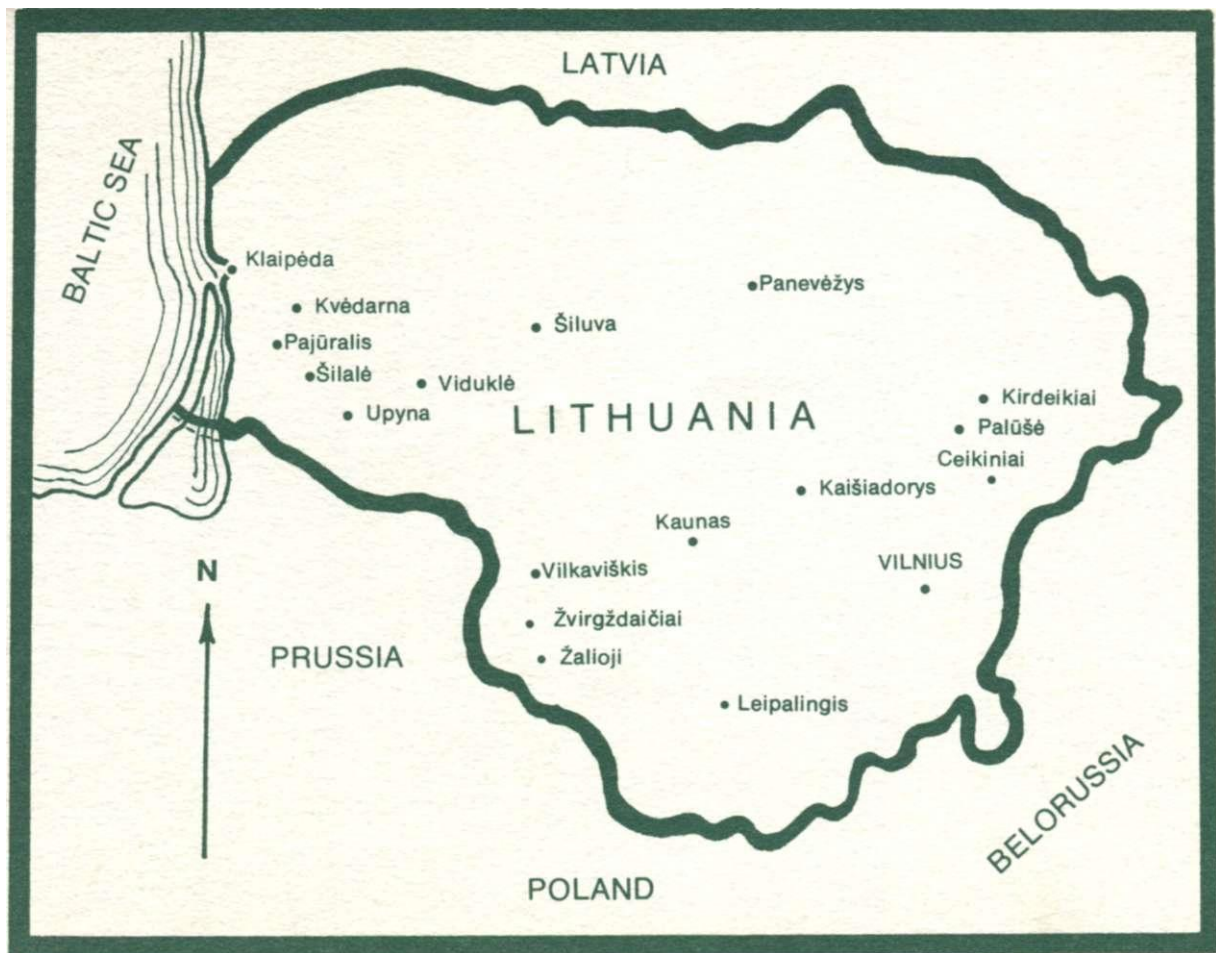 LATVIA
BALTIC SEA
Klaipėda
Panevėžys
Kvėdarna
Šiluva
Pajūralis
Šilalė
Viduklė
Kirdeikiai
Upyna
LITHUANIA
Palūšė
Ceikiniai
Kaišiadorys
Kaunas
VILNIUS
N
Vilkaviškis
Žvirgždaičiai
PRUSSIA
Žalioji
Leipalingis
BELORUSSIA
POLAND